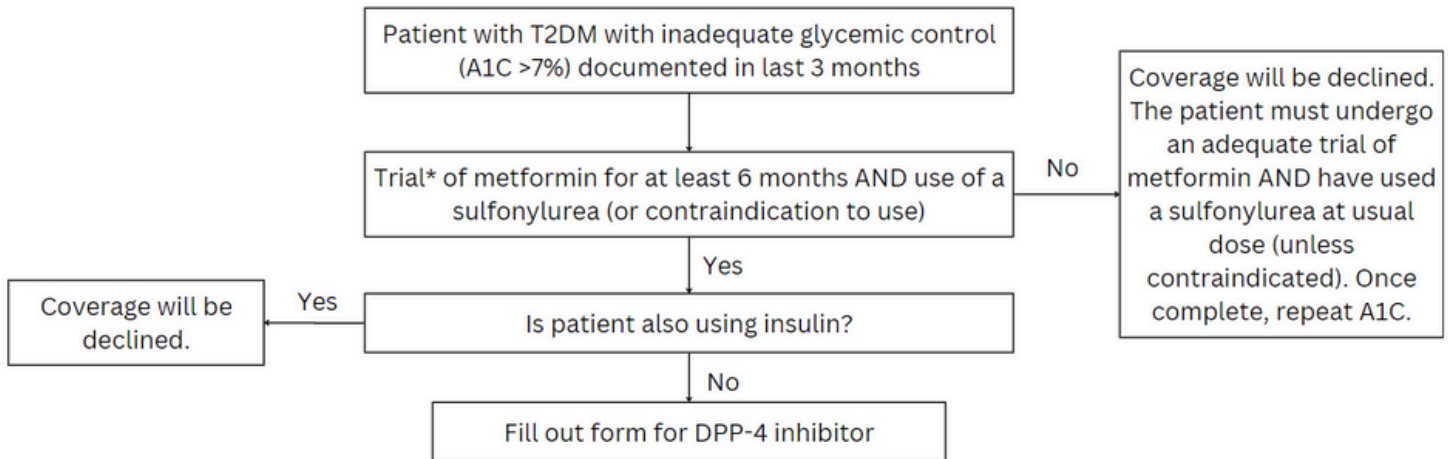 Patient with T2DM with inadequate glycemic control
(A1C >7%) documented in last 3 months
Trial* of metformin for at least 6 months AND use of a
sulfonylurea (or contraindication to use)
No
Coverage will be declined.
The patient must undergo
an adequate trial of
metformin AND have used
a sulfonylurea at usual
dose (unless
contraindicated). Once
complete, repeat A1C.
Yes
Is patient also using insulin?
Yes
Coverage will be
declined.
No
Fill out form for DPP-4 inhibitor